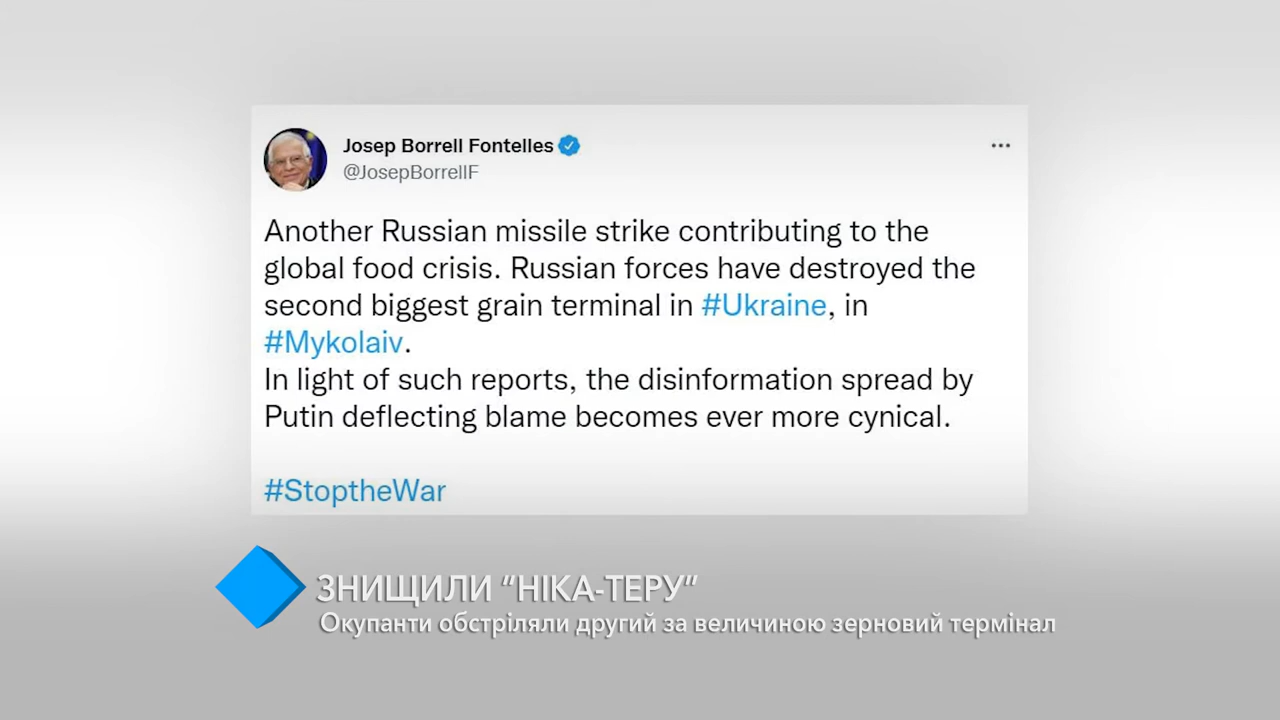 Josep Borrell Fontelles
@JosepBorrellF
Another Russian missile strike contributing to the
global food crisis. Russian forces have destroyed the
second biggest grain terminal in #Ukraine, in
#Mykolaiv.
In light of such reports, the disinformation spread by
Putin deflecting blame becomes ever more cynical.
#StoptheWar
ЗНИЩИЛИ “НІКА-ТЕРУ”
Окупанти обстріляли другий за величиною зерновий термінал